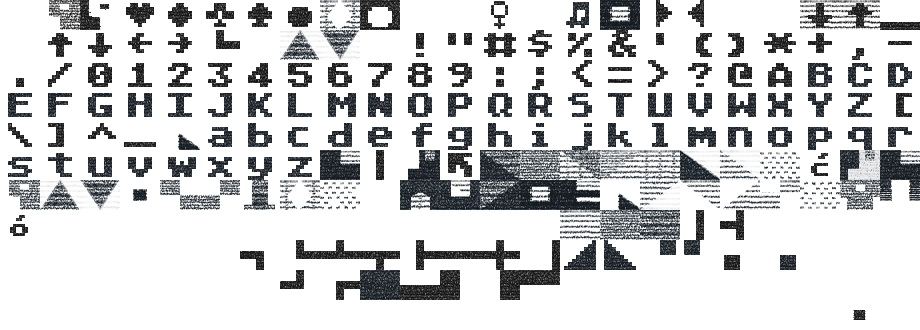 ♥ ♦ ♣ ♠ ● ♀ ♫ ► ◄
↑ ↓ ← → ∟ ▲ ▼ ! " # $ % & ' ( ) * + , -
. / 0 1 2 3 4 5 6 7 8 9 : ; < = > ? @ A B C D
E F G H I J K L M N O P Q R S T U V W X Y Z [
\ ] ^ _ a b c d e f g h i j k l m n o p q r
s t u v w x y z | é
ó